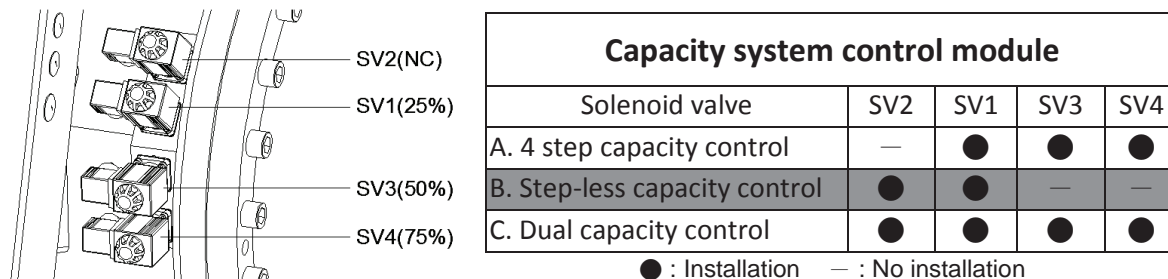 SV2(NC)
SV1(25%)
SV3(50%)
SV4(75%)
Capacity system control module
Solenoid valve SV2 SV1 SV3 SV4
A. 4 step capacity control — ● ● ●
B. Step-less capacity control ● ● — —
C. Dual capacity control ● ● ● ●
● : Installation — : No installation